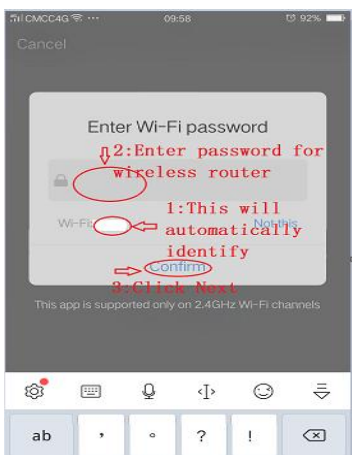 CMCC4G ··· 09:58 92%
Cancel
Enter Wi-Fi password
2:Enter password for
wireless router
1:This will
Wi-Fi: automatically Not this
identify
Confirm
3:Click Next
This app is supported only on 2.4GHz Wi-Fi channels
ab , ° ? !